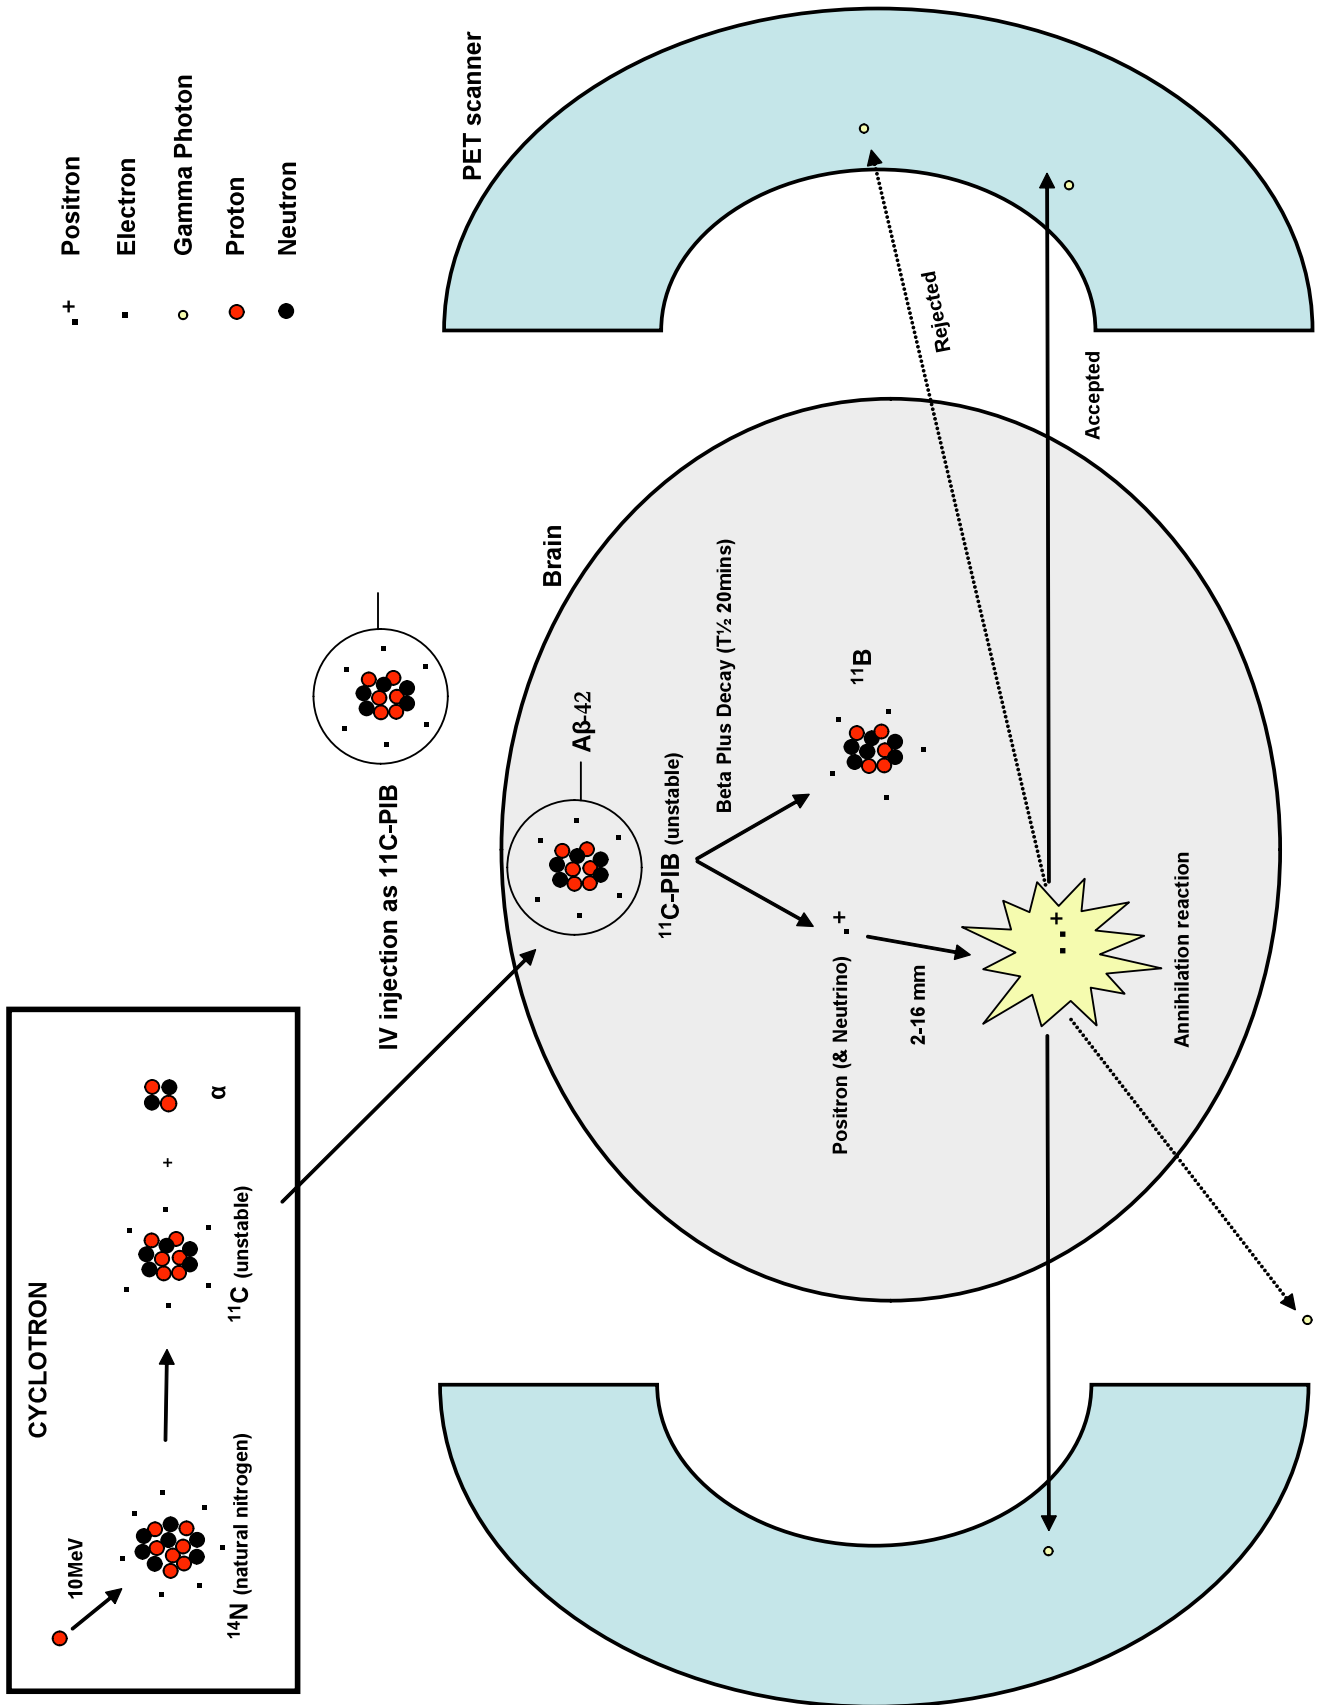 CYCLOTRON
10MeV
+
α
¹⁴N (natural nitrogen)
¹¹C (unstable)
+ Positron
Electron
Gamma Photon
Proton
Neutron
IV injection as 11C-PIB
PET scanner
Brain
Aβ-42
¹¹C-PIB (unstable)
Beta Plus Decay (T½ 20mins)
+
¹¹B
Positron (& Neutrino)
2-16 mm
Rejected
+
Accepted
Annihilation reaction